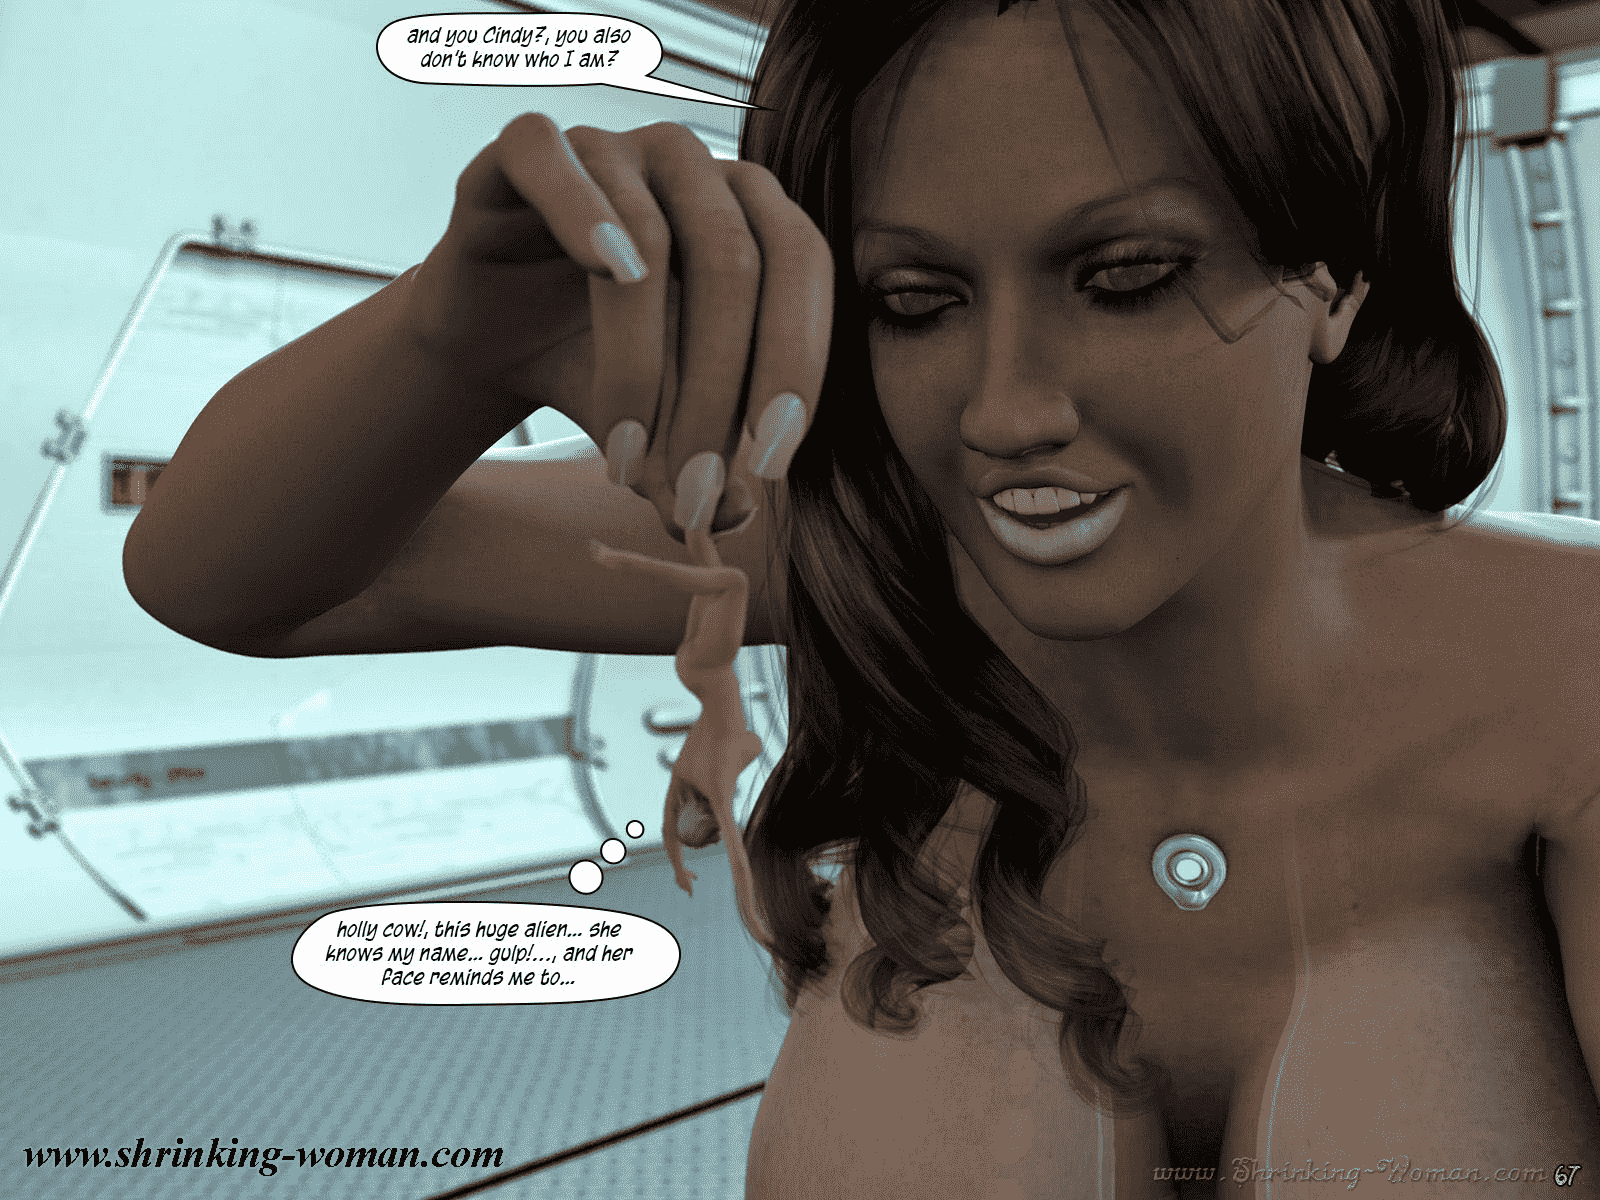 and you Cindy?, you also
don't know who I am?
holly cow!, this huge alien... she
knows my name... gulp!..., and her
face reminds me to...
www.shrinking-woman.com
www.Shrinking-Woman.com 67